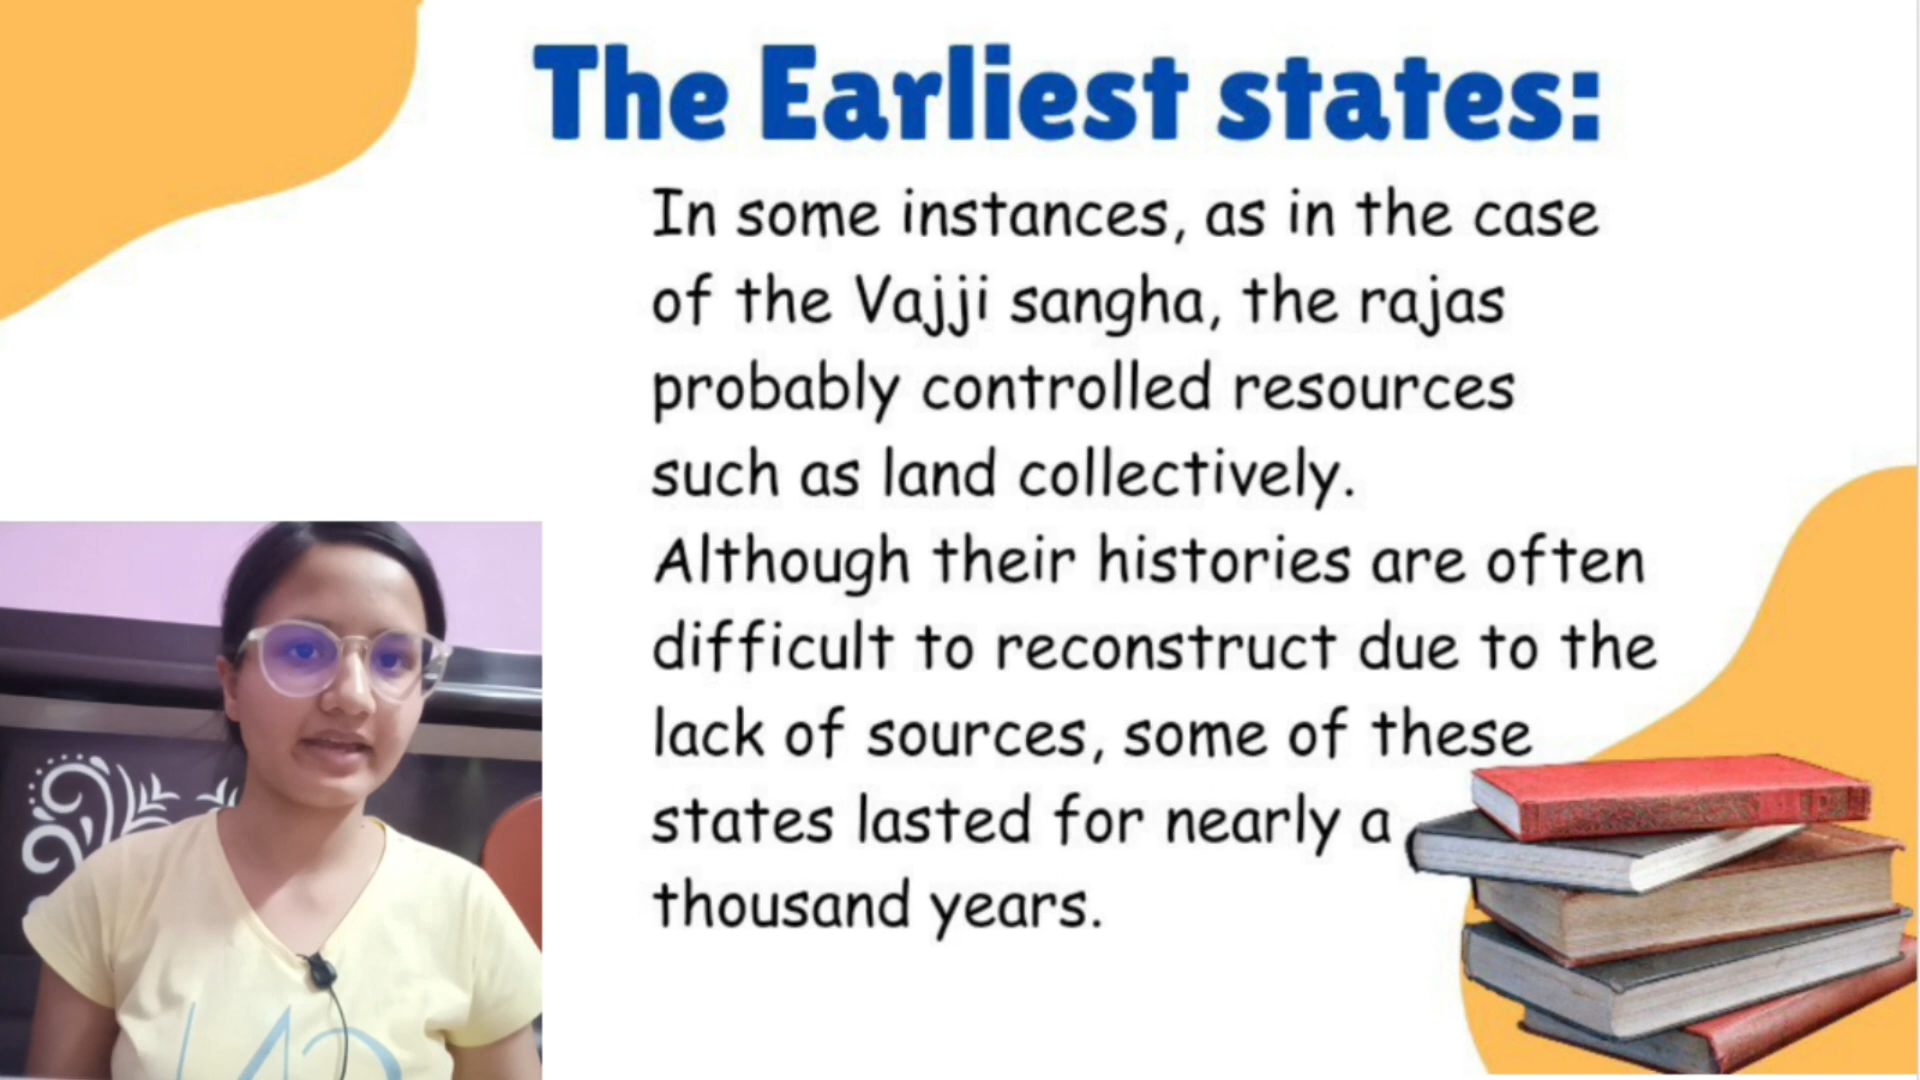 The Earliest states:
In some instances, as in the case
of the Vajji sangha, the rajas
probably controlled resources
such as land collectively.
Although their histories are often
difficult to reconstruct due to the
lack of sources, some of these
states lasted for nearly a
thousand years.